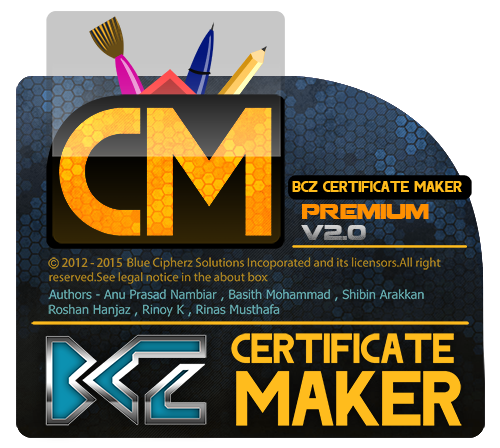 CM
BCZ CERTIFICATE MAKER
PREMIUM
V2.0
© 2012 - 2015 Blue Cipherz Solutions Incoporated and its licensors.All right
reserved.See legal notice in the about box
Authors - Anu Prasad Nambiar , Basith Mohammad , Shibin Arakkan
Roshan Hanjaz , Rinoy K , Rinas Musthafa
BCZ
CERTIFICATE
MAKER